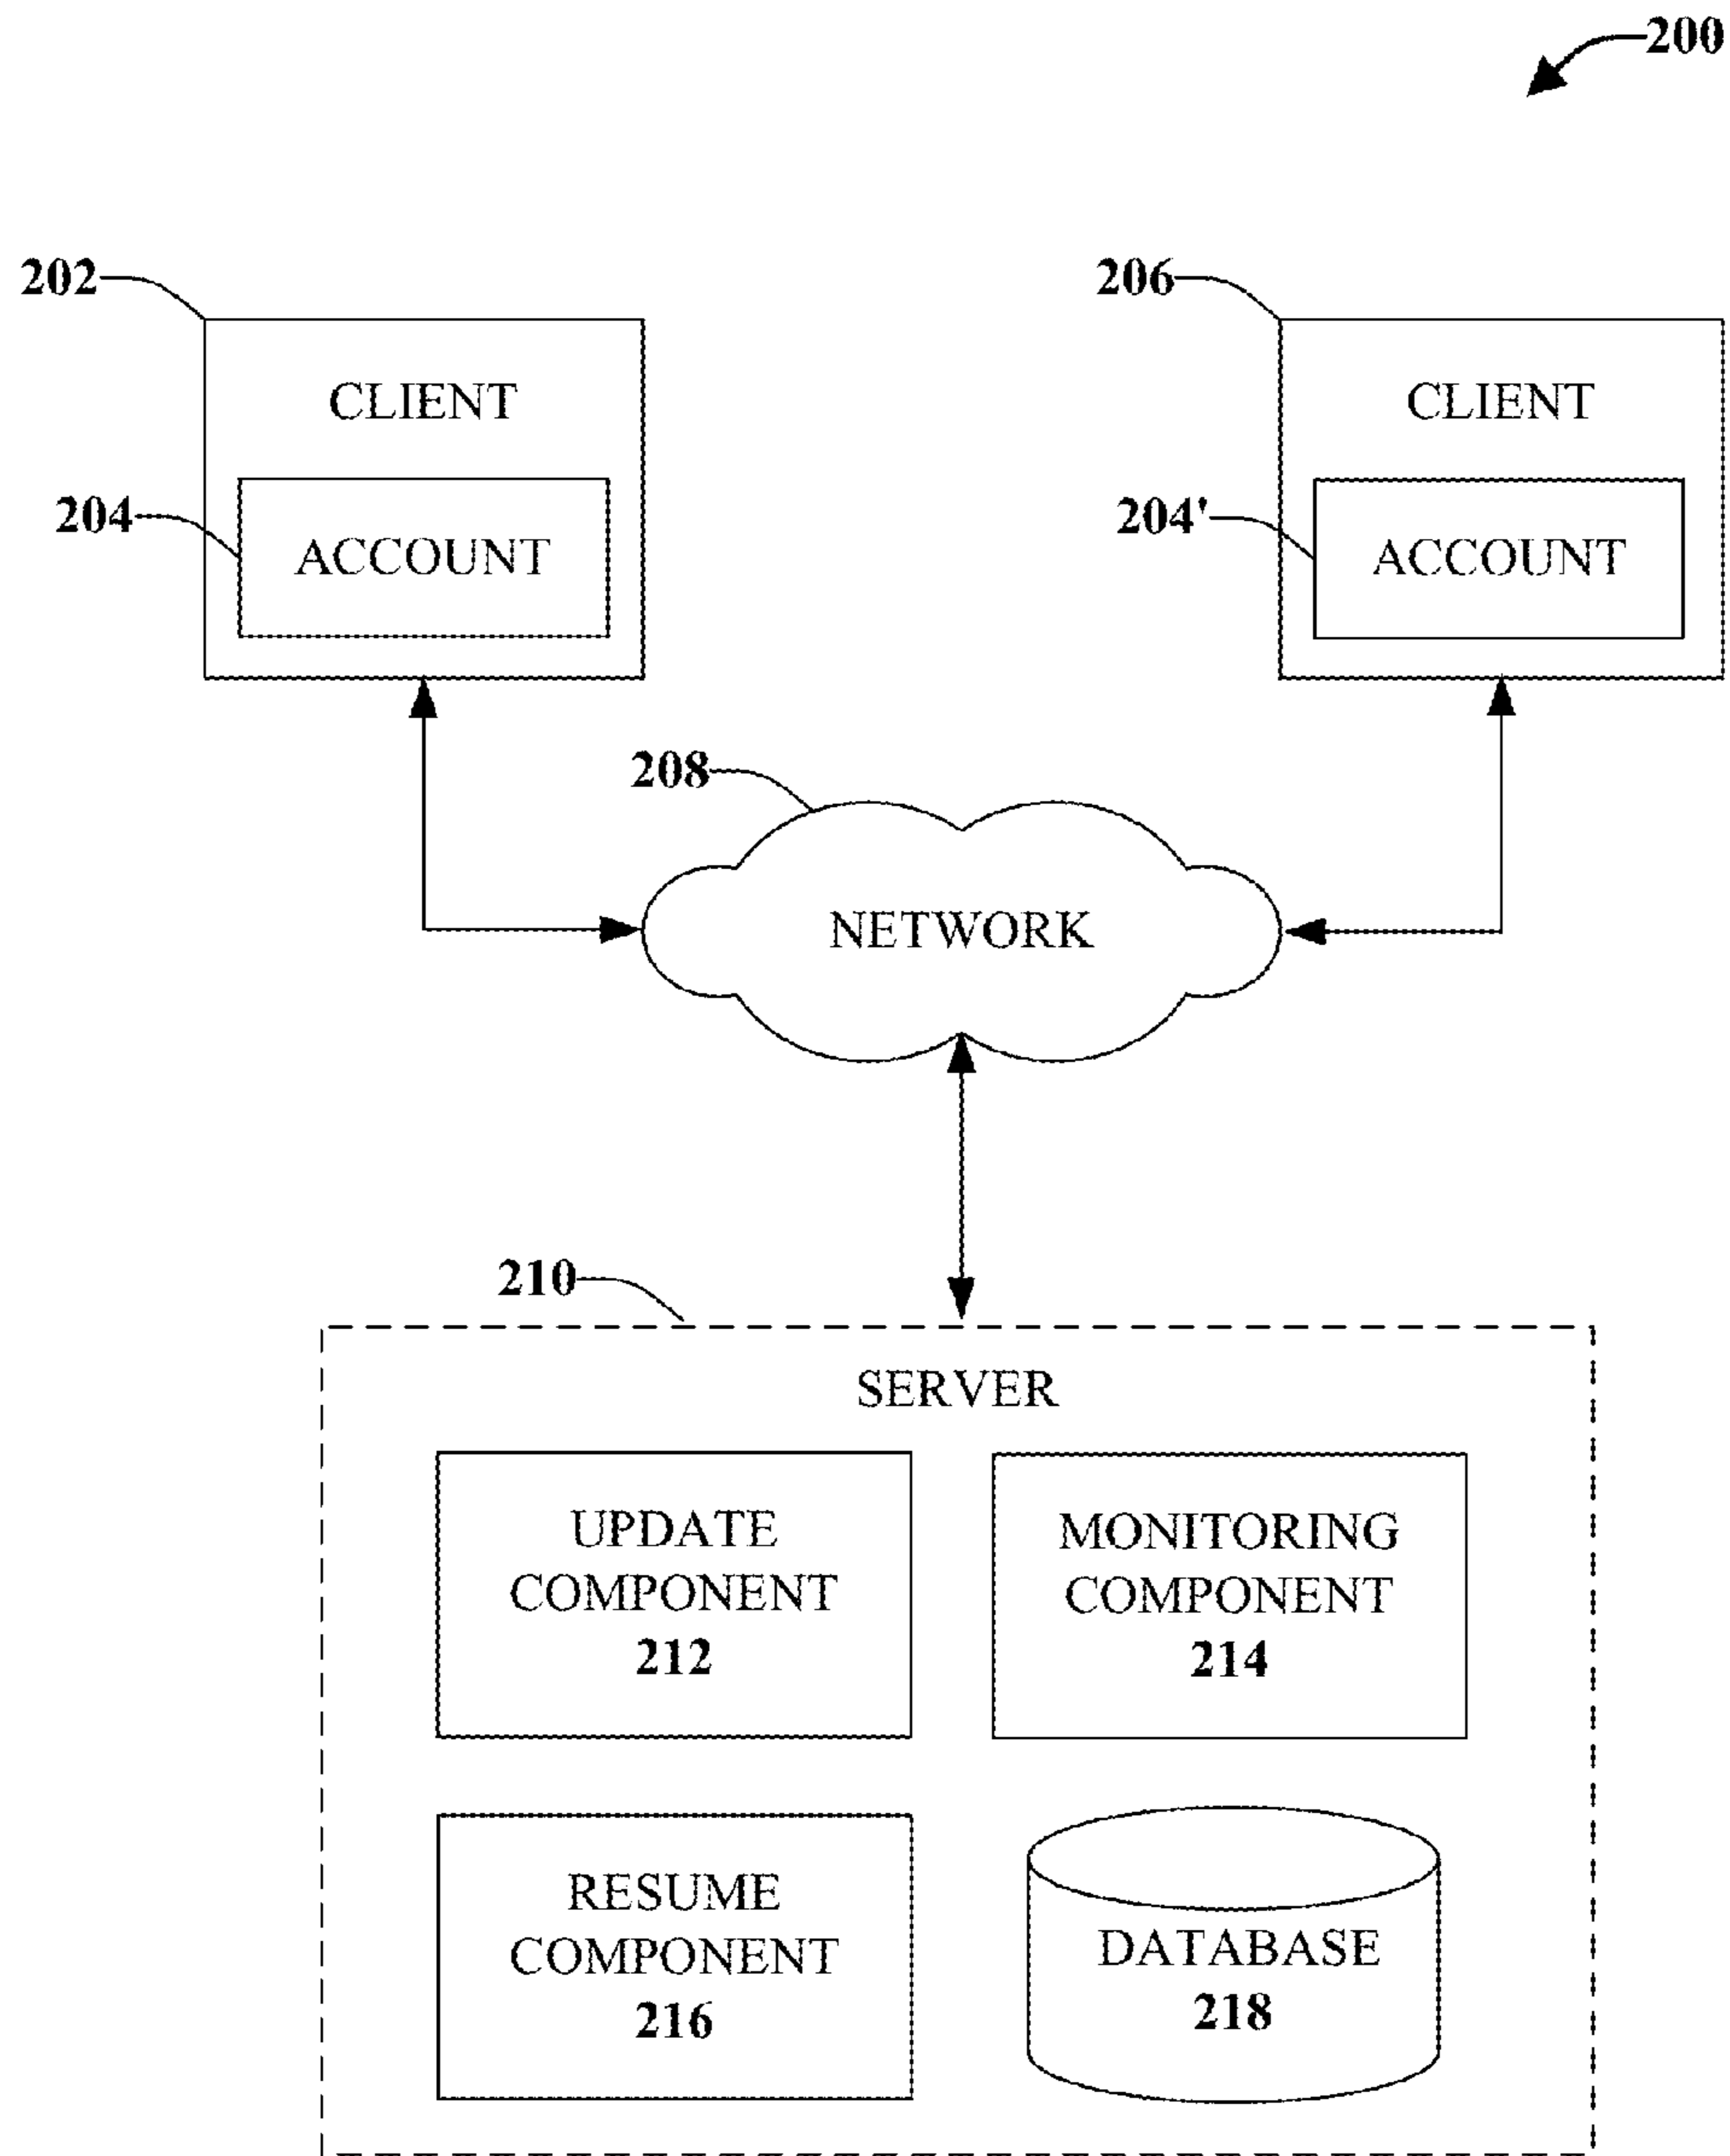 200
202
206
CLIENT
CLIENT
204
ACCOUNT
204'
ACCOUNT
208
NETWORK
210
SERVER
UPDATE
COMPONENT
212
MONITORING
COMPONENT
214
RESUME
COMPONENT
216
DATABASE
218